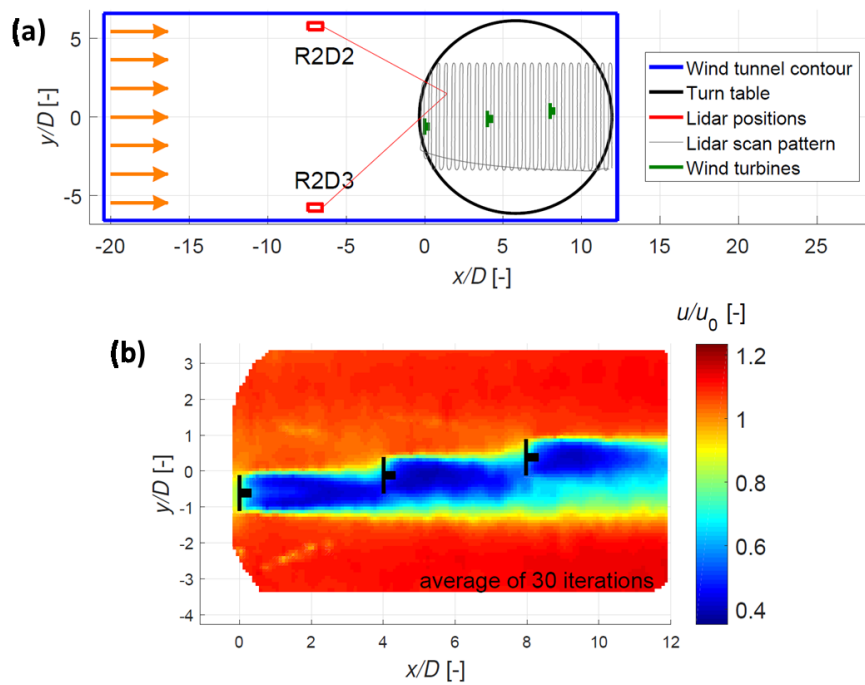 (a)
5
0
-5
y/D [-]
R2D2
R2D3
-20 -15 -10 -5 0 5 10 15 20 25
x/D [-]
Wind tunnel contour
Turn table
Lidar positions
Lidar scan pattern
Wind turbines
(b)
u/u0 [-]
3
2
1
0
-1
-2
-3
-4
y/D [-]
average of 30 iterations
0 2 4 6 8 10 12
x/D [-]
1.2
1
0.8
0.6
0.4